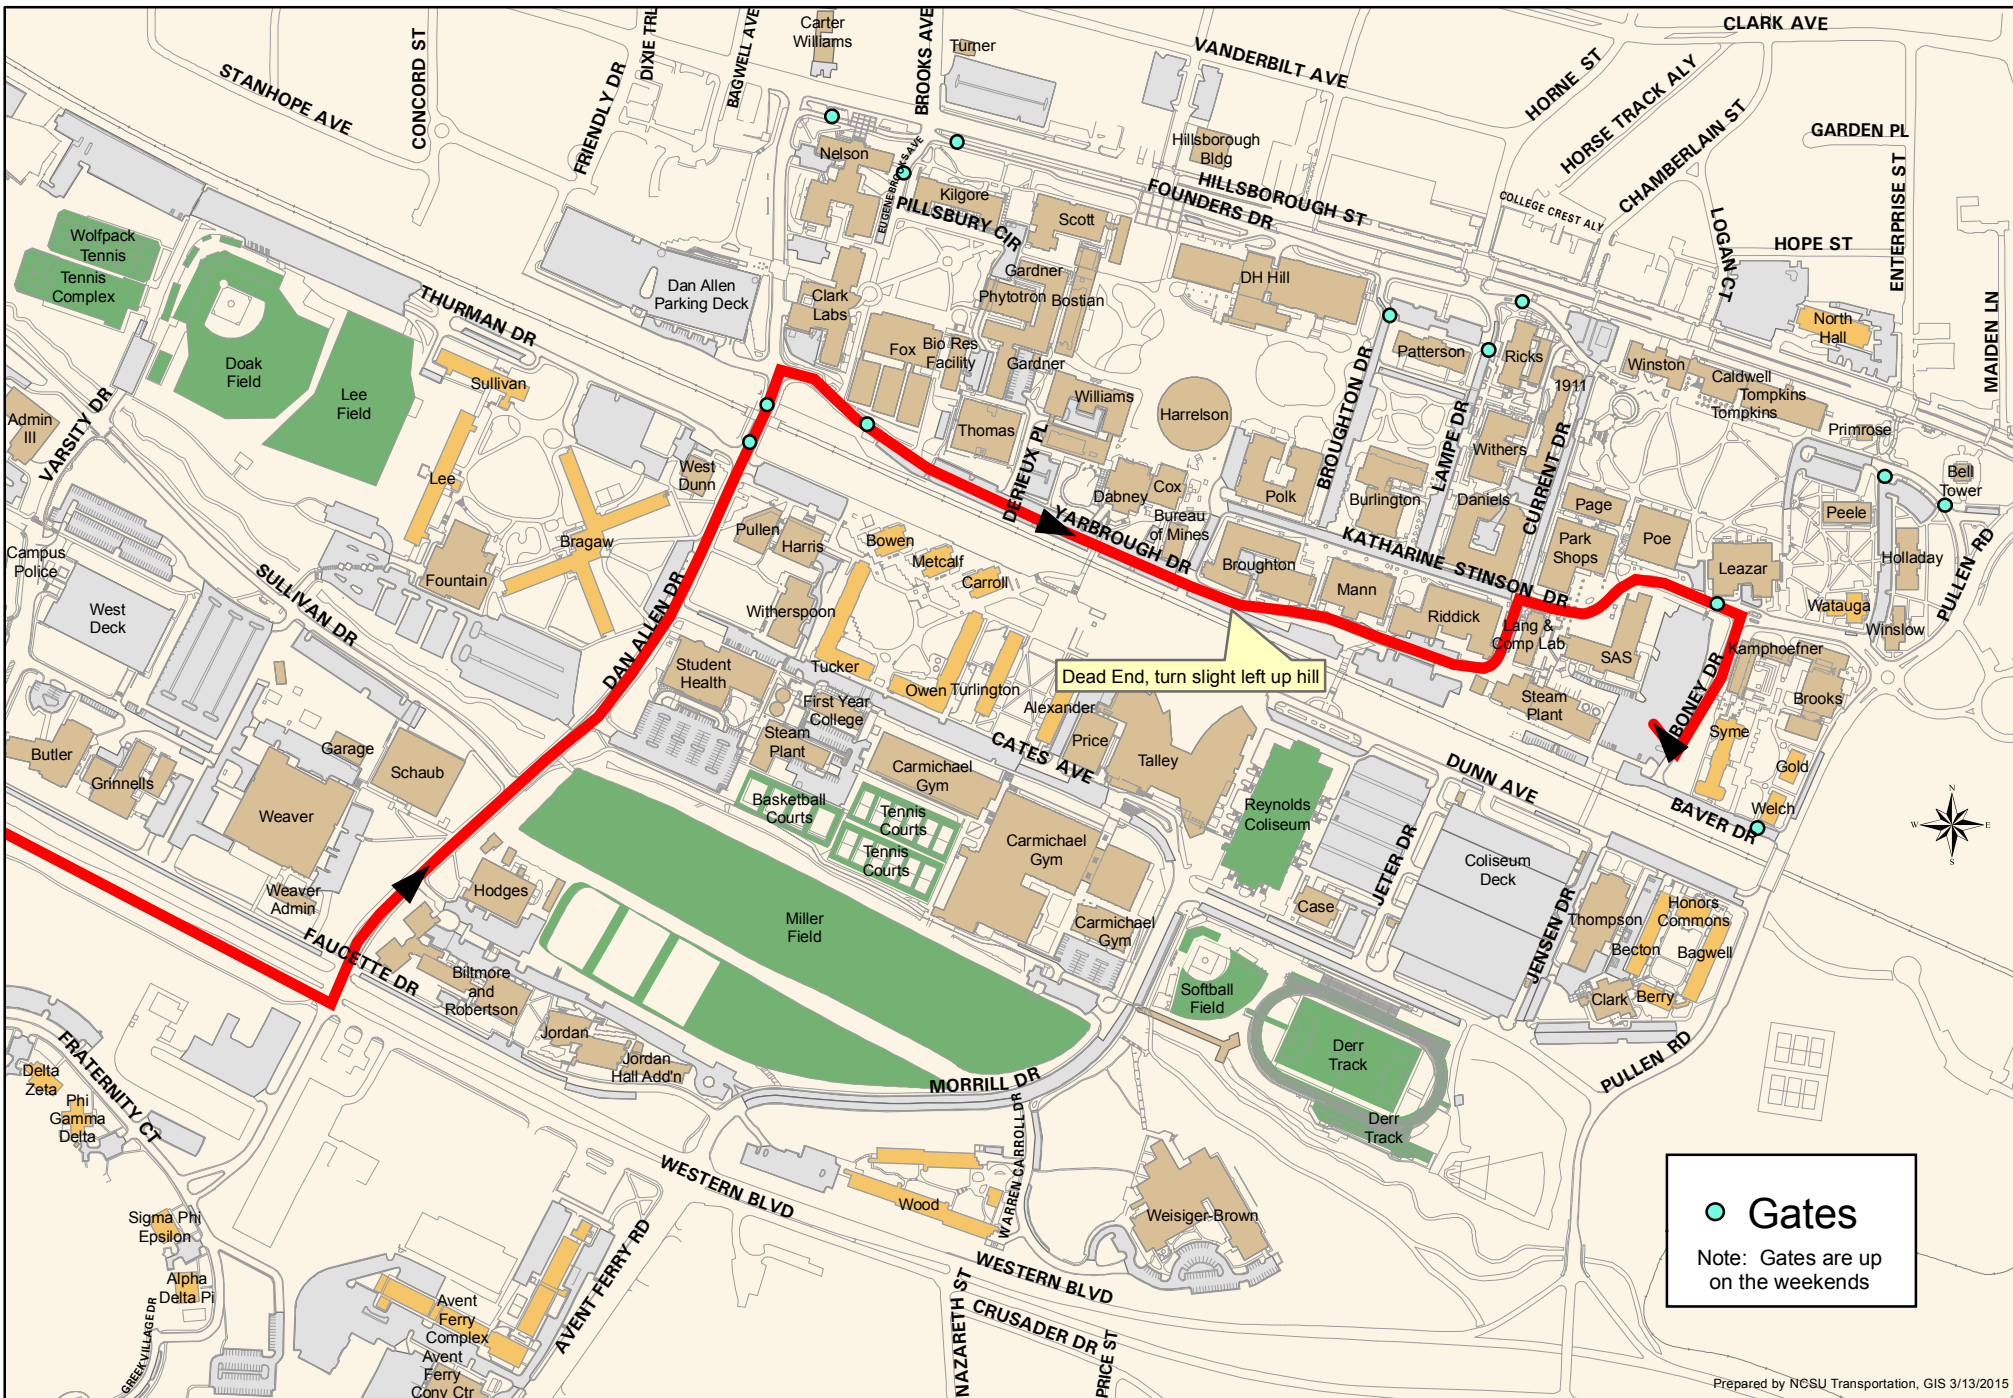 CLARK AVE
Carter
Williams
BROOKS AVE
Turner
VANDERBILT AVE
HORNE ST
HORSE TRACK ALY
CHAMBERLAIN ST
GARDEN PL
ENTERPRISE ST
STANHOPE AVE
CONCORD ST
FRIENDLY DR
DIXIE TRL
BAGWELL AVE
Nelson
EUGENE BROOKS AVE
Kilgore
PILLSBURY CIR
Scott
Hillsborough
Bldg
HILLSBOROUGH ST
FOUNDERS DR
COLLEGE CREST ALY
LOGAN CT
HOPE ST
MAIDEN LN
Wolfpack
Tennis
Tennis
Complex
THURMAN DR
Dan Allen
Parking Deck
Clark
Labs
Gardner
Phytotron
Bostian
DH Hill
North
Hall
Doak
Field
Lee
Field
Sullivan
Fox
Bio Res
Facility
Gardner
Williams
Harrelson
BROUGHTON DR
Patterson
Ricks
1911
Winston
Caldwell
Tompkins
Tompkins
Primrose
Admin
III
VARSITY DR
Lee
West
Dunn
Thomas
DERIEUX PL
Polk
LAMPE DR
Withers
CURRENT DR
Bell
Tower
Bragaw
Pullen
Harris
Bowen
Metcalf
Carroll
Dabney
Cox
Bureau
of Mines
YARBROUGH DR
Burlington
Daniels
Page
Park
Shops
Poe
Peele
Holladay
PULLEN RD
Campus
Police
West
Deck
SULLIVAN DR
Fountain
Witherspoon
DAN ALLEN DR
Broughton
KATHARINE STINSON DR
Mann
Riddick
Lang &
Comp Lab
Leazar
Watauga
Winslow
SAS
Kamphoefner
BONEY DR
Brooks
Student
Health
Tucker
Owen
Turlington
Dead End, turn slight left up hill
First Year
College
Steam
Plant
Alexander
Price
CATES AVE
Talley
Steam
Plant
Syme
Gold
Welch
BAVER DR
DUNN AVE
Butler
Grinnells
Garage
Schaub
Weaver
Weaver
Admin
Basketball
Courts
Carmichael
Gym
Tennis
Courts
Tennis
Courts
Carmichael
Gym
Carmichael
Gym
Reynolds
Coliseum
JETER DR
Coliseum
Deck
N
W
E
S
Hodges
Miller
Field
Case
JENSEN DR
Thompson
Honors
Commons
Becton
Bagwell
Clark
Berry
FAUCETTE DR
Biltmore
and
Robertson
Jordan
Jordan
Hall Add'n
Softball
Field
Derr
Track
Derr
Track
PULLEN RD
MORRILL DR
WARREN CARROLL DR
FRATERNITY CT
Delta
Zeta
Phi
Gamma
Delta
WESTERN BLVD
Wood
Weisiger-Brown
Sigma Phi
Epsilon
Alpha
Delta Pi
GREEK VILLAGE DR
Avent
Ferry
Complex
Avent
Ferry
Conv Ctr
AVENT FERRY RD
WESTERN BLVD
NAZARETH ST
CRUSADER DR
PRICE ST
Gates
Note: Gates are up
on the weekends
Prepared by NCSU Transportation, GIS 3/13/2015